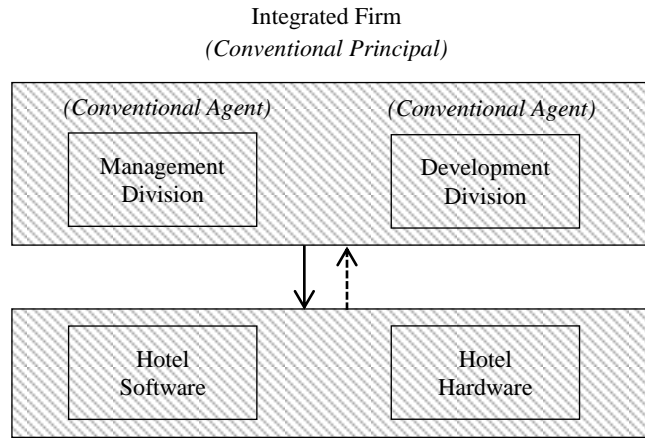 Integrated Firm
(Conventional Principal)
(Conventional Agent)
(Conventional Agent)
Management
Division
Development
Division
Hotel
Software
Hotel
Hardware